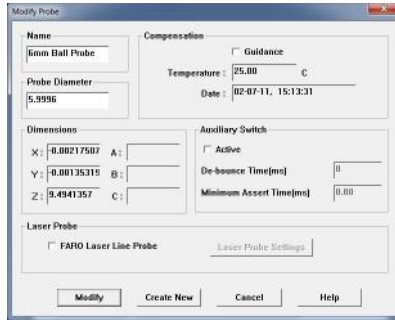 Modify Probe
Name
6mm Ball Probe
Probe Diameter
5.9996
Compensation
Guidance
Temperature : 25.00 C
Date : 02-07-11, 15:13:31
Dimensions
X : -0.00217507 A :
Y : -0.00135319 B :
Z : 9.4941357 C :
Auxiliary Switch
Active
De-bounce Time[ms] 0
Minimum Assert Time[ms] 0.00
Laser Probe
FARO Laser Line Probe
Laser Probe Settings
Modify Create New Cancel Help